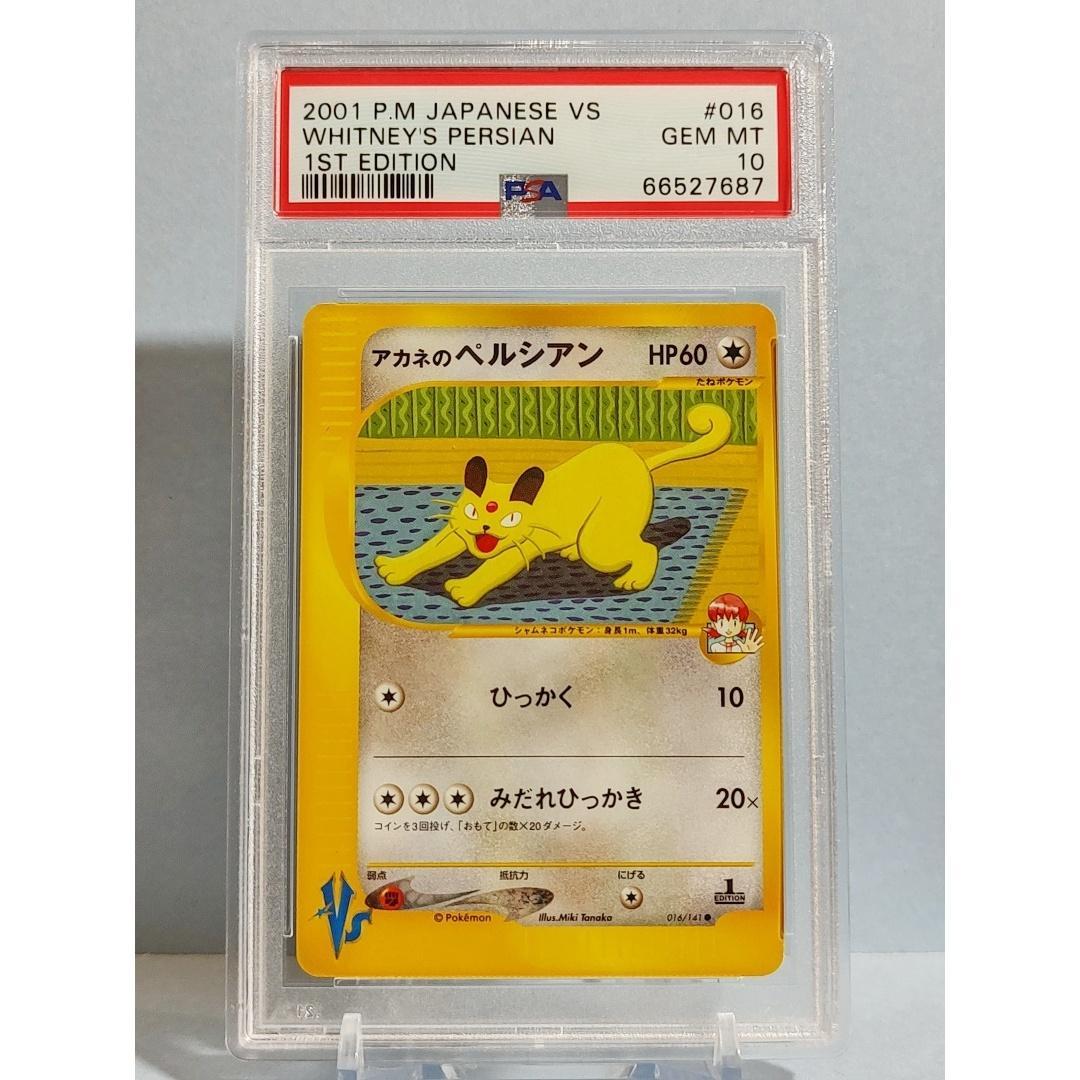 2001 P.M JAPANESE VS #016
WHITNEY'S PERSIAN GEM MT
1ST EDITION 10
PSA 66527687
アカネのペルシアン HP60
たねポケモン
シャムネコポケモン：身長1m、体重32kg
ひっかく 10
みだれひっかき 20×
コインを3回投げ、「おもて」の数×20ダメージ。
弱点 抵抗力 にげる
1
EDITION
VS
© Pokémon Illus.Miki Tanaka 016/141